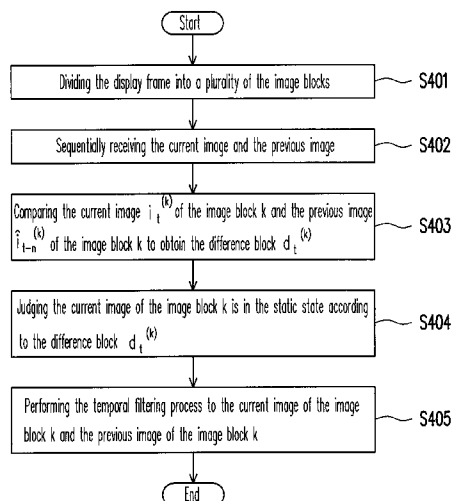 Start
Dividing the display frame into a plurality of the image blocks
S401
Sequentially receiving the current image and the previous image
S402
Comparing the current image i_t^(k) of the image block k and the previous image
î_t-n^(k) of the image block k to obtain the difference block d_t^(k)
S403
Judging the current image of the image block k is in the static state according
to the difference block d_t^(k)
S404
Performing the temporal filtering process to the current image of the image
block k and the previous image of the image block k
S405
End